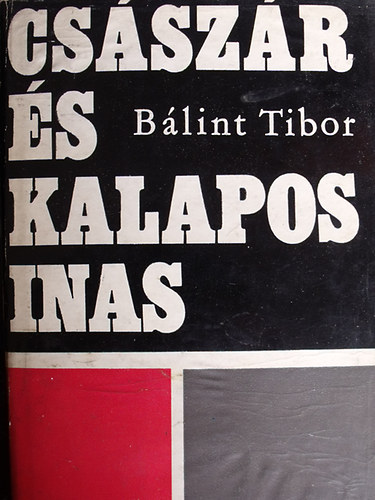 CSÁSZÁR
ÉS
Bálint Tibor
KALAPOS
INAS